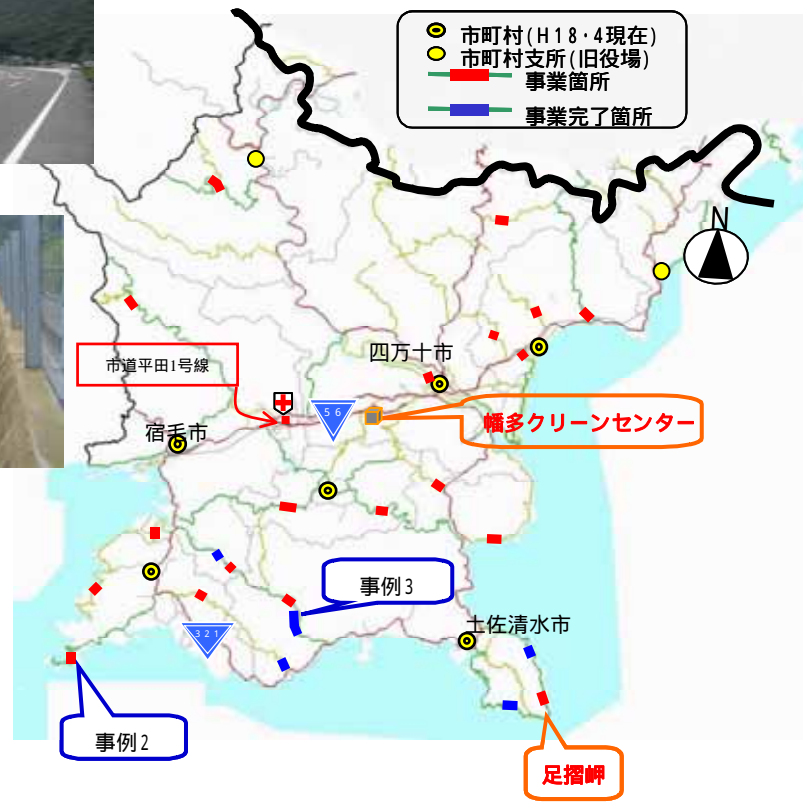 市町村(H18・4現在)
市町村支所(旧役場)
事業箇所
事業完了箇所
N
四万十市
市道平田1号線
56
幡多クリーンセンター
宿毛市
事例3
土佐清水市
321
事例2
足摺岬